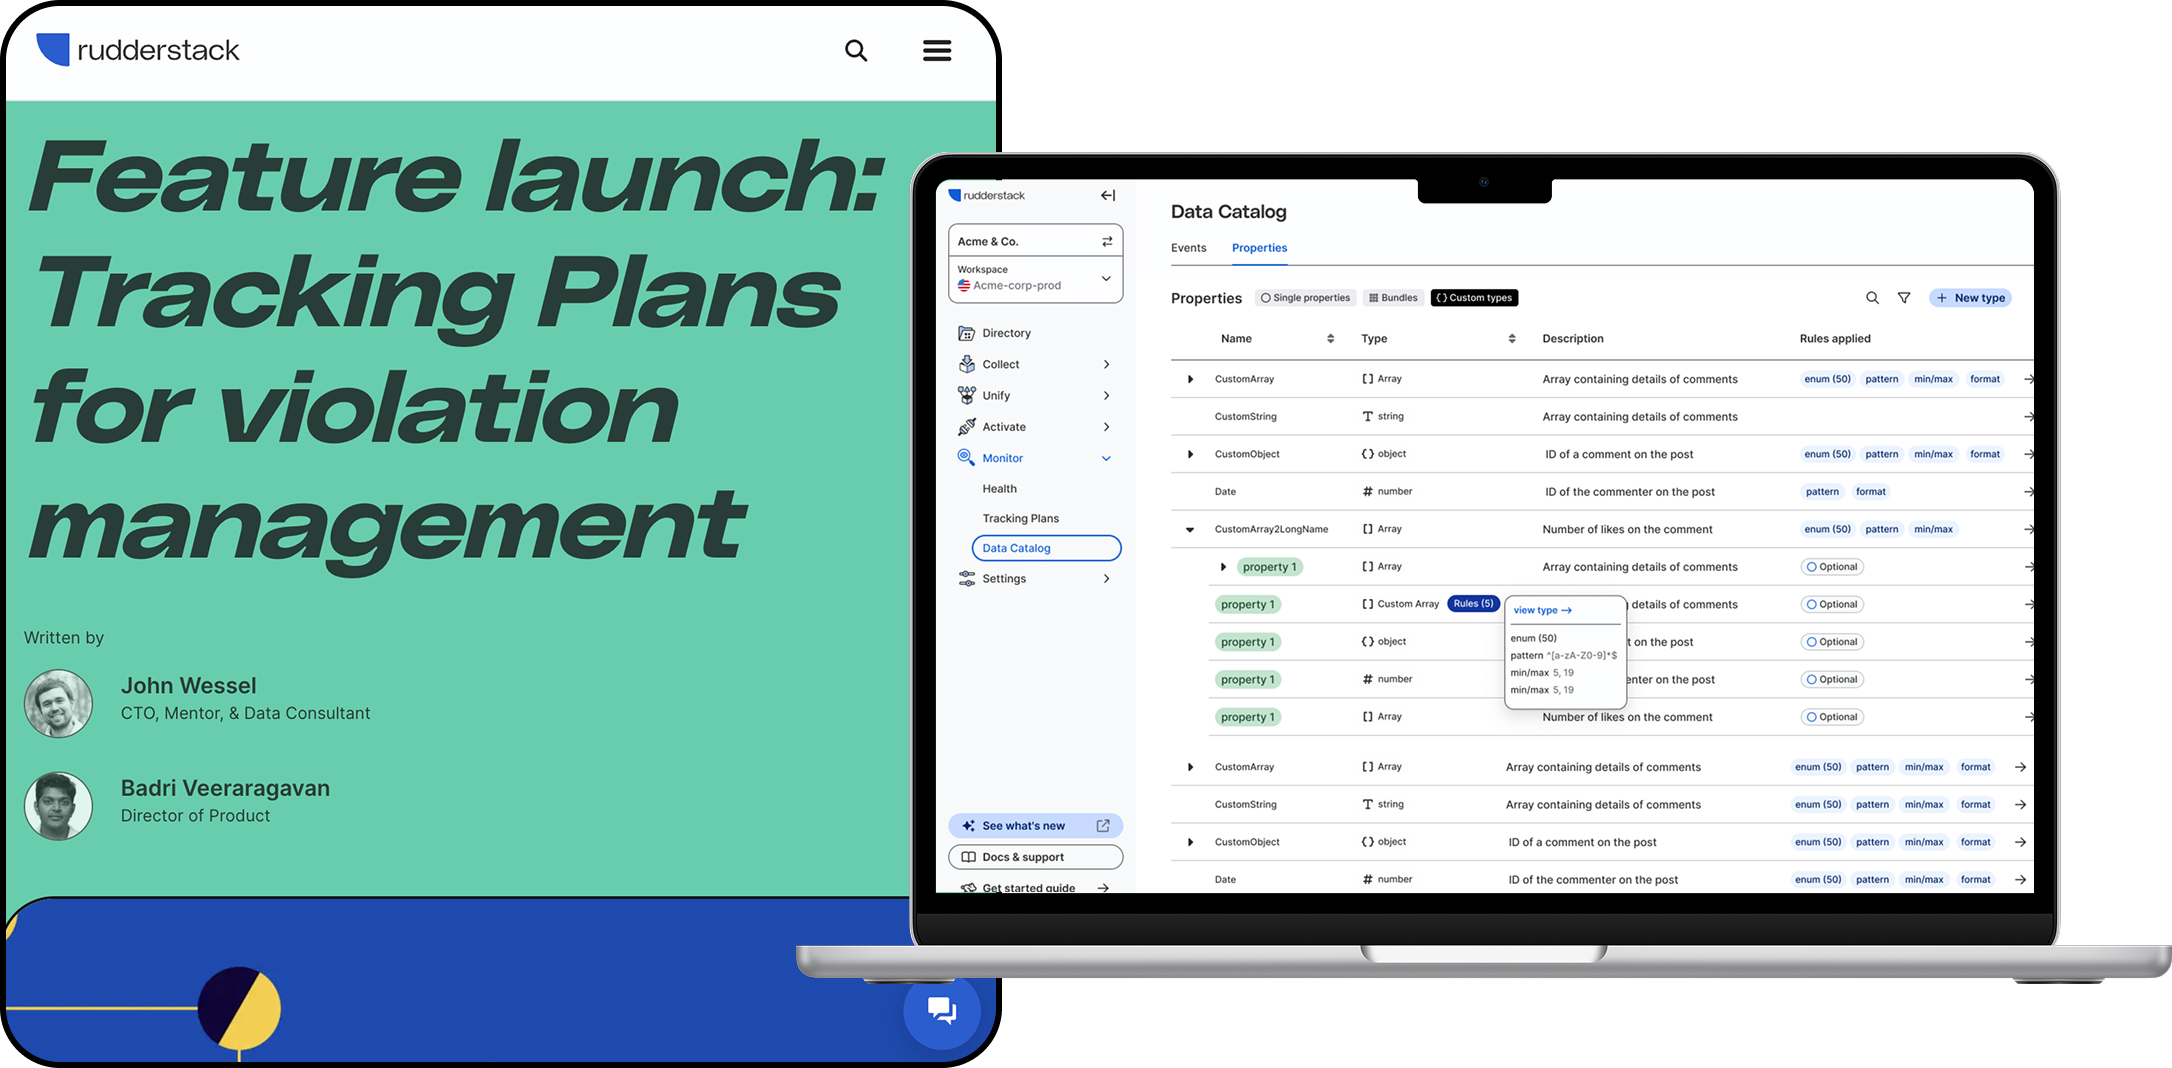 rudderstack
Feature launch:
Tracking Plans
for violation
management
Written by
John Wessel
CTO, Mentor, & Data Consultant
Badri Veeraragavan
Director of Product
rudderstack
Acme & Co.
Workspace
Acme-corp-prod
Directory
Collect
Unify
Activate
Monitor
Health
Tracking Plans
Data Catalog
Settings
See what's new
Docs & support
Get started guide
Data Catalog
Events Properties
Properties Single properties Bundles {} Custom types + New type
Name Type Description Rules applied
CustomArray [] Array Array containing details of comments enum (50) pattern min/max format
CustomString T string Array containing details of comments
CustomObject {} object ID of a comment on the post enum (50) pattern min/max format
Date # number ID of the commenter on the post pattern format
CustomArray2LongName [] Array Number of likes on the comment enum (50) pattern min/max
property 1 [] Array Array containing details of comments Optional
property 1 [] Custom Array Rules (5) details of comments Optional
property 1 {} object on the post Optional
property 1 # number enter on the post Optional
property 1 [] Array Number of likes on the comment Optional
view type →
enum (50)
pattern ^[a-zA-Z0-9]*$
min/max 5, 19
min/max 5, 19
CustomArray [] Array Array containing details of comments enum (50) pattern min/max format
CustomString T string Array containing details of comments enum (50) pattern min/max format
CustomObject {} object ID of a comment on the post enum (50) pattern min/max format
Date # number ID of the commenter on the post enum (50) pattern min/max format